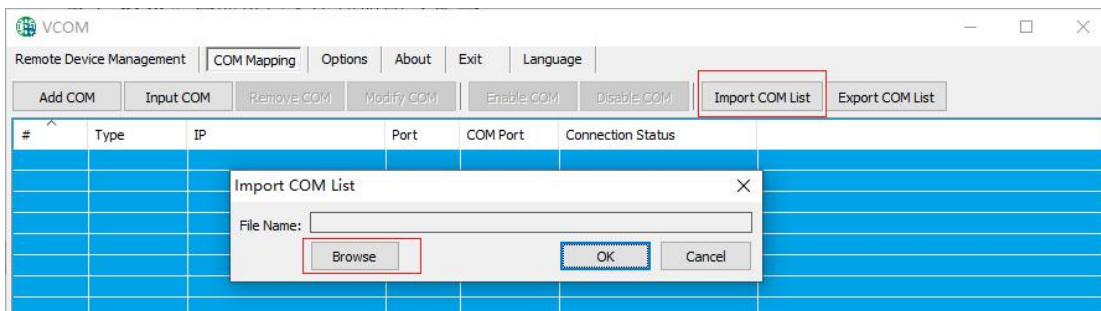 VCOM
Remote Device Management COM Mapping Options About Exit Language
Add COM Input COM Remove COM Modify COM Enable COM Disable COM Import COM List Export COM List
# Type IP Port COM Port Connection Status
Import COM List
File Name:
Browse OK Cancel